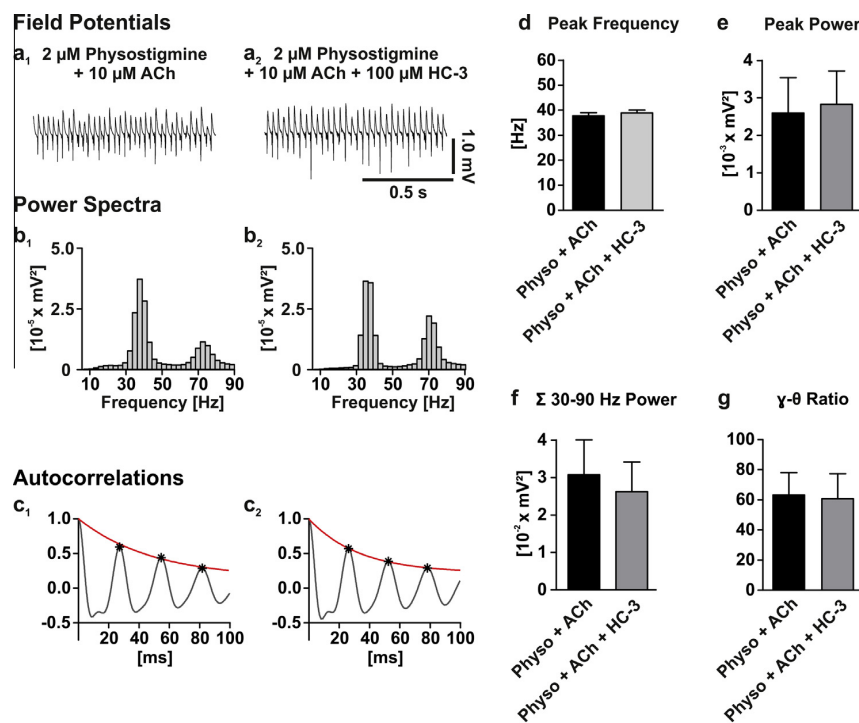 Field Potentials
a1 2 µM Physostigmine
+ 10 µM ACh
a2 2 µM Physostigmine
+ 10 µM ACh + 100 µM HC-3
1.0 mV
0.5 s
Power Spectra
b1
5.0
2.5
0
[10-5 x mV²]
10 30 50 70 90
Frequency [Hz]
b2
5.0
2.5
0
[10-5 x mV²]
10 30 50 70 90
Frequency [Hz]
Autocorrelations
c1
1.0
0.5
0.0
-0.5
20 40 60 80 100
[ms]
c2
1.0
0.5
0.0
-0.5
20 40 60 80 100
[ms]
d Peak Frequency
60
50
40
30
20
10
0
[Hz]
Physo + ACh
Physo + ACh + HC-3
e Peak Power
4
3
2
1
0
[10-3 x mV²]
Physo + ACh
Physo + ACh + HC-3
f Σ 30-90 Hz Power
4
3
2
1
0
[10-2 x mV²]
Physo + ACh
Physo + ACh + HC-3
g ɣ-θ Ratio
100
80
60
40
20
0
Physo + ACh
Physo + ACh + HC-3